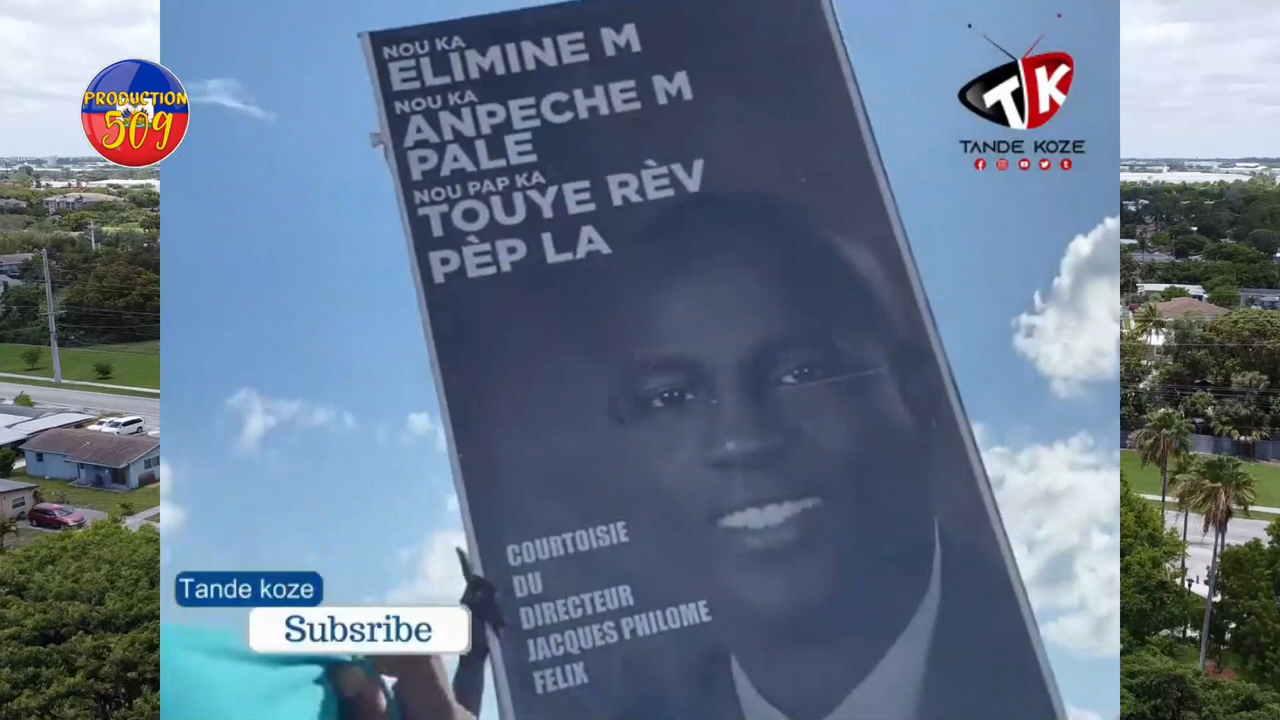 PRODUCTION
509
NOU KA
ELIMINE M
NOU KA
ANPECHE M
PALE
NOU PAP KA
TOUYE RÈV
PÈP LA
TK
TANDE KOZE
COURTOISIE
DU
DIRECTEUR
JACQUES PHILOME
FELIX
Tande koze
Subsribe